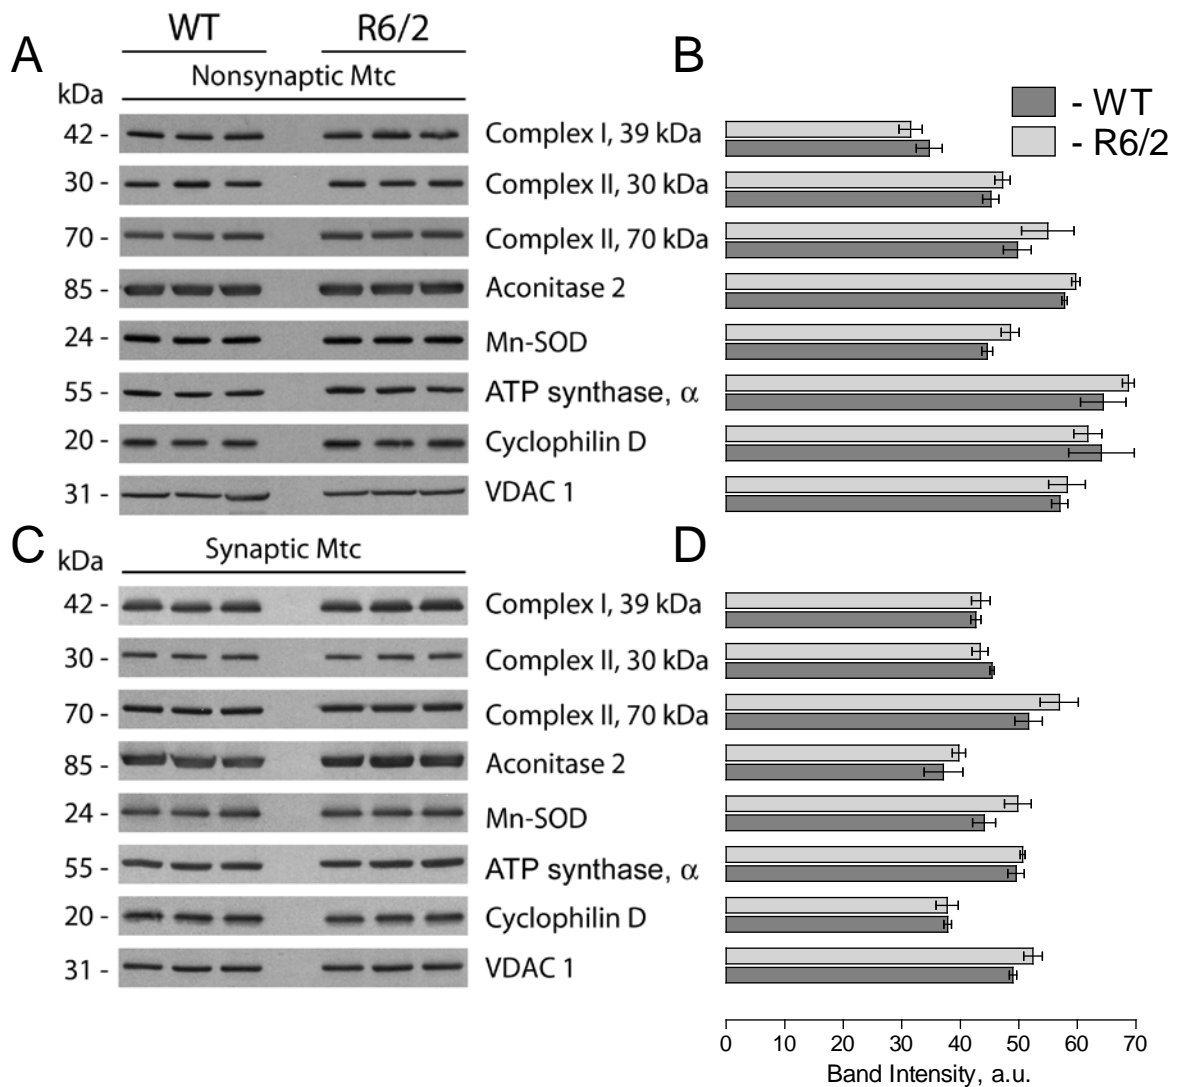 WT R6/2
A
B
Nonsynaptic Mtc
kDa
- WT
- R6/2
42 - Complex I, 39 kDa
30 - Complex II, 30 kDa
70 - Complex II, 70 kDa
85 - Aconitase 2
24 - Mn-SOD
55 - ATP synthase, α
20 - Cyclophilin D
31 - VDAC 1
C
D
Synaptic Mtc
kDa
42 - Complex I, 39 kDa
30 - Complex II, 30 kDa
70 - Complex II, 70 kDa
85 - Aconitase 2
24 - Mn-SOD
55 - ATP synthase, α
20 - Cyclophilin D
31 - VDAC 1
0 10 20 30 40 50 60 70
Band Intensity, a.u.